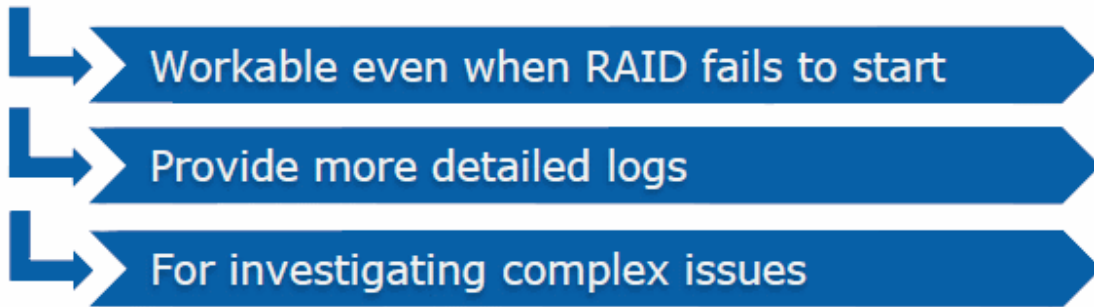 Workable even when RAID fails to start
Provide more detailed logs
For investigating complex issues